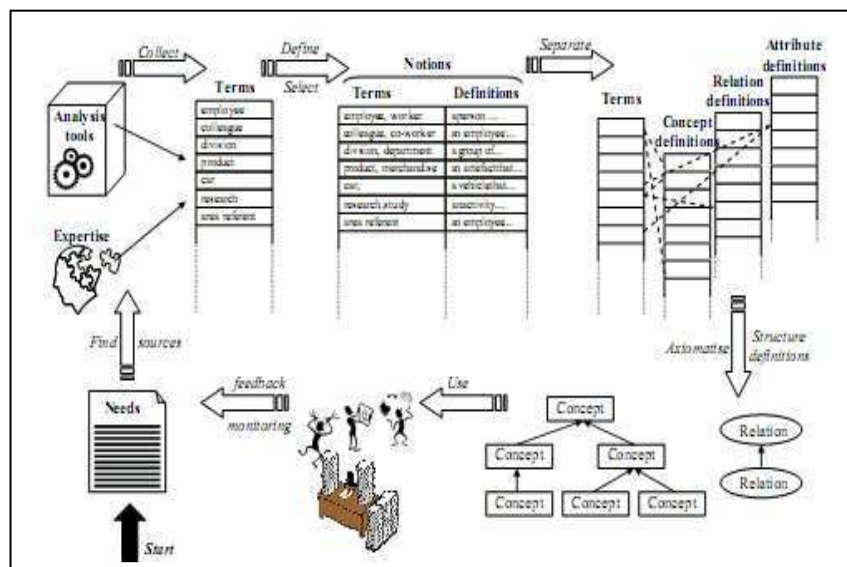 Collect
Define
Select
Notions
Separate
Attribute
definitions
Relation
definitions
Concept
definitions
Terms
Analysis
tools
Expertise
Terms
employee
colleague
division
product
car
research
area referent
Terms Definitions
employee, worker a person ...
colleague, co-worker an employee...
division, department a group of...
product, merchandise an artefact that...
car, a vehicle that...
research, study an activity...
area referent an employee...
Find sources
Needs
Start
feedback
monitoring
Use
Axiomatise
Structure
definitions
Concept
Concept Concept
Concept Concept Concept
Relation
Relation